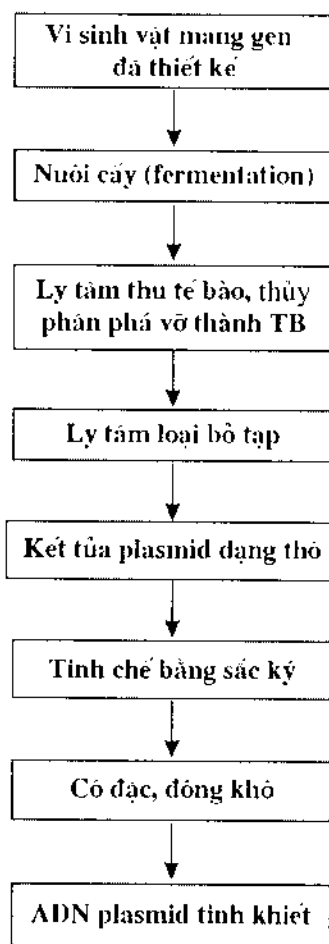 Vi sinh vật mang gen
đã thiết kế
Nuôi cấy (fermentation)
Ly tâm thu tế bào, thủy
phân phá vỡ thành TB
Ly tâm loại bỏ tạp
Kết tủa plasmid dạng thô
Tinh chế bằng sắc ký
Cô đặc, đông khô
ADN plasmid tinh khiết